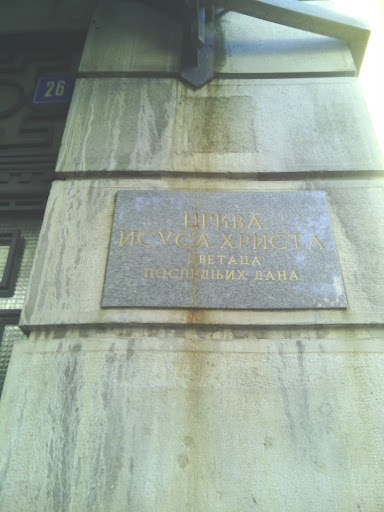 26
ЦРКВА
ИСУСА ХРИСТА
СВЕТАЦА
ПОСЛЕДЊИХ ДАНА